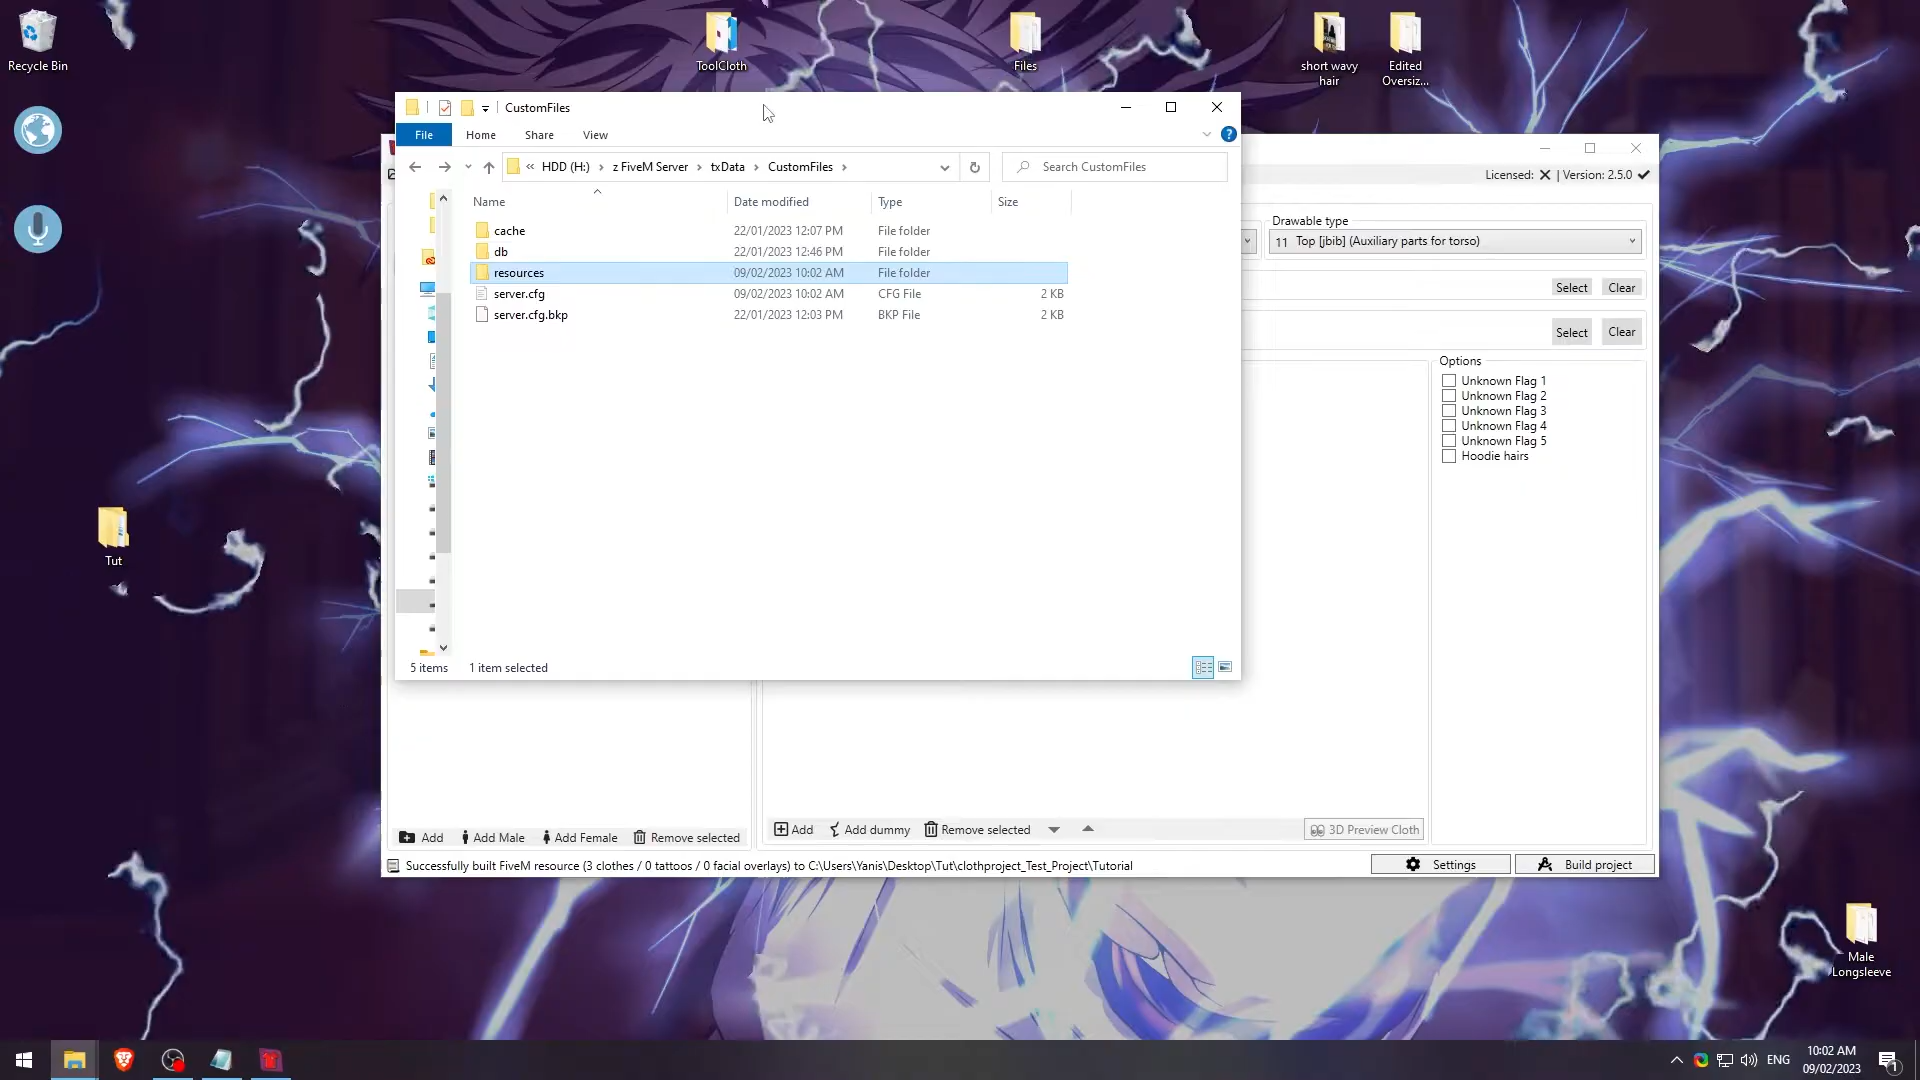 Recycle Bin
ToolCloth
Files
short wavy
hair
Edited
Oversiz...
CustomFiles
File
Home
Share
View
?
«
HDD (H:)
z FiveM Server
txData
CustomFiles
Search CustomFiles
Licensed: | Version: 2.5.0
Name
Date modified
Type
Size
cache
22/01/2023 12:07 PM
File folder
db
22/01/2023 12:46 PM
File folder
resources
09/02/2023 10:02 AM
File folder
server.cfg
09/02/2023 10:02 AM
CFG File
2 KB
server.cfg.bkp
22/01/2023 12:03 PM
BKP File
2 KB
5 items
1 item selected
Drawable type
11 Top [jbib] (Auxiliary parts for torso)
Select
Clear
Select
Clear
Options
Unknown Flag 1
Unknown Flag 2
Unknown Flag 3
Unknown Flag 4
Unknown Flag 5
Hoodie hairs
Tut
Add
Add Male
Add Female
Remove selected
Add
Add dummy
Remove selected
3D Preview Cloth
Successfully built FiveM resource (3 clothes / 0 tattoos / 0 facial overlays) to C:\Users\Yanis\Desktop\Tut\clothproject_Test_Project\Tutorial
Settings
Build project
Male
Longsleeve
ENG
10:02 AM
09/02/2023
1